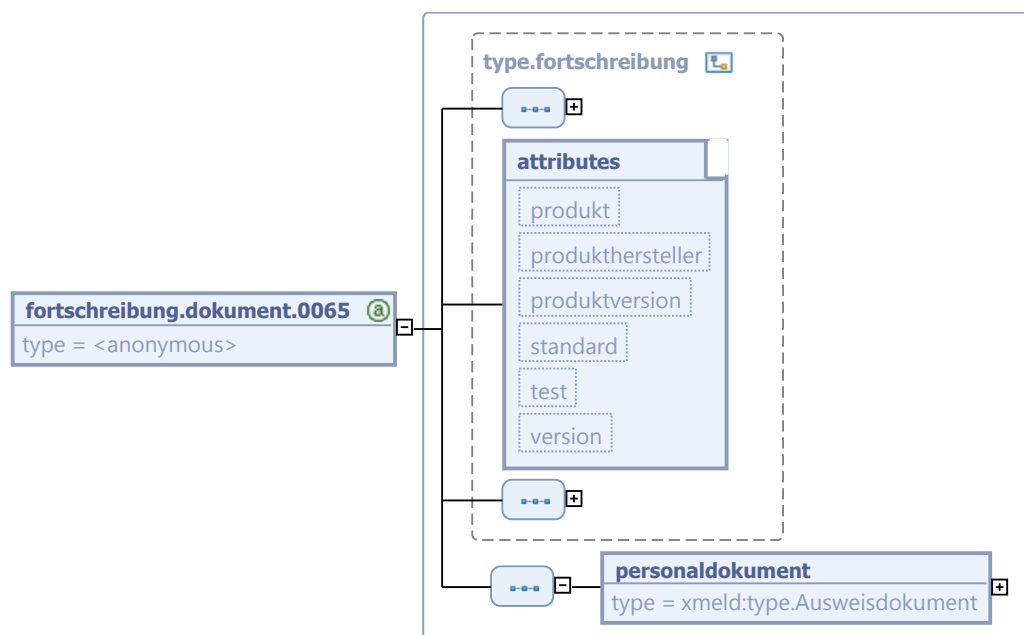 type.fortschreibung
attributes
produkt
produkthersteller
produktversion
standard
test
version
fortschreibung.dokument.0065 a
type = <anonymous>
personaldokument
type = xmeld:type.Ausweisdokument